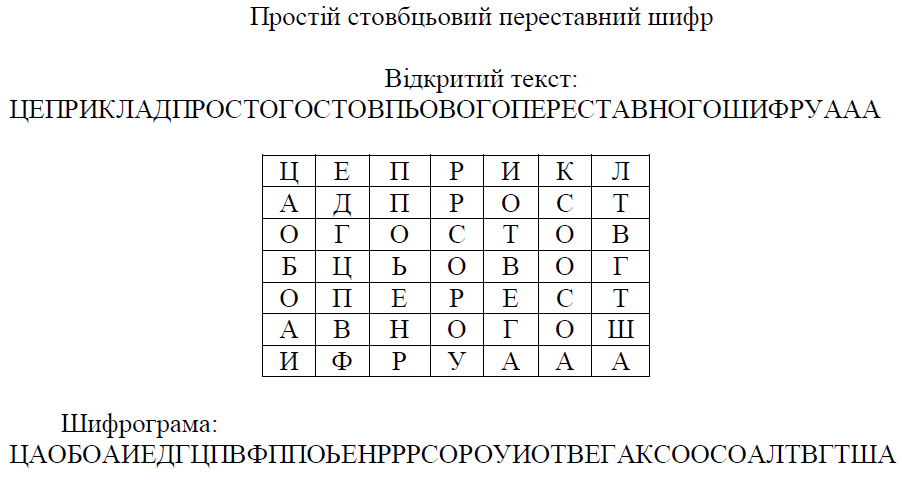 Простій стовбцьовий переставний шифр
Відкритий текст:
ЦЕПРИКЛАДПРОСТОГОСТОВПЬОВОГОПЕРЕСТАВНОГОШИФРУААА
Ц Е П Р И К Л
А Д П Р О С Т
О Г О С Т О В
Б Ц Ь О В О Г
О П Е Р Е С Т
А В Н О Г О Ш
И Ф Р У А А А
Шифрограма:
ЦАОБОАИЕДГЦПВФППОЬЕНРРРСОРОУИОТВЕГАКСООСОАЛТВГТША